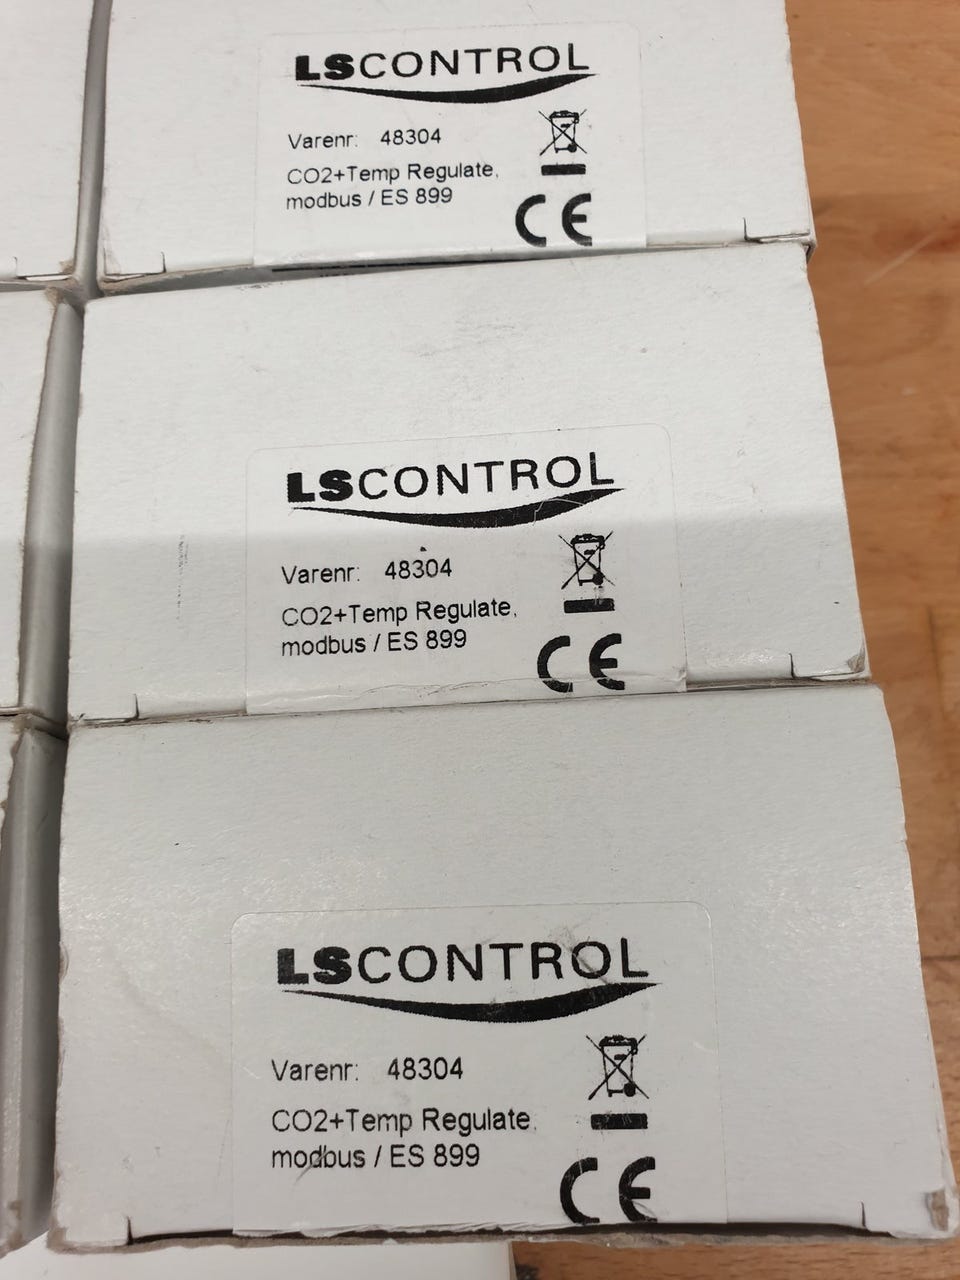 LSCONTROL
Varenr: 48304
CO2+Temp Regulate,
modbus / ES 899
CE
LSCONTROL
Varenr: 48304
CO2+Temp Regulate,
modbus / ES 899
CE
LSCONTROL
Varenr: 48304
CO2+Temp Regulate,
modbus / ES 899
CE